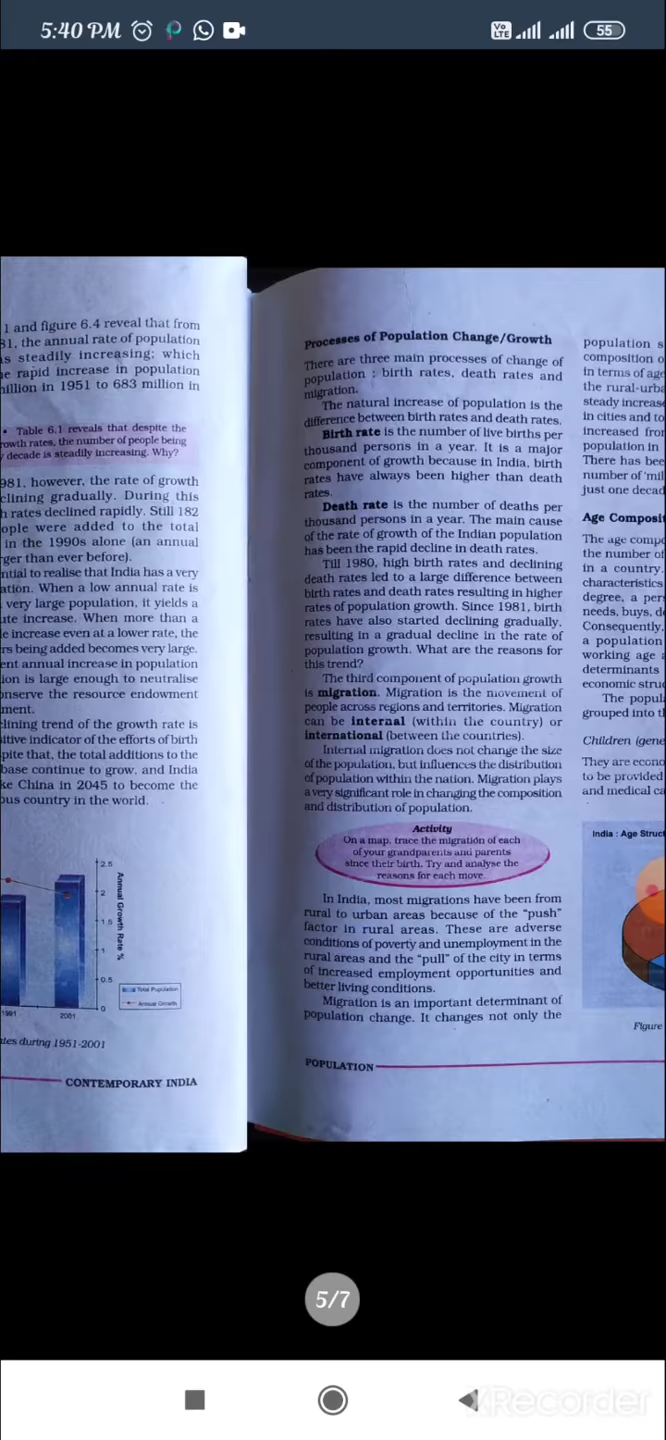 5:40 PM
Vo LTE
55
1 and figure 6.4 reveal that from
31, the annual rate of population
as steadily increasing; which
e rapid increase in population
million in 1951 to 683 million in
• Table 6.1 reveals that despite the
rowth rates, the number of people being
y decade is steadily increasing. Why?
981, however, the rate of growth
clining gradually. During this
h rates declined rapidly. Still 182
ople were added to the total
in the 1990s alone (an annual
rger than ever before).
ntial to realise that India has a very
ation. When a low annual rate is
very large population, it yields a
ute increase. When more a
e increase even at a lower rate, the
rs being added becomes very large.
ent annual increase in population
ion is large enough to neutralise
onserve the resource endowment
ment.
lining trend of the growth rate is
itive indicator of the efforts of birth
pite that, the total additions to the
base continue to grow, and India
ke China in 2045 to become the
ous country in the world.
2.5
2
1.5
1
0.5
0
Annual Growth Rate %
Total Population
Annual Growth
1991
2001
ates during 1951-2001
CONTEMPORARY INDIA
Processes of Population Change/Growth
There are three main processes of change of
population : birth rates, death rates and
migration.
The natural increase of population is the
difference between birth rates and death rates.
Birth rate is the number of live births per
thousand persons in a year. It is a major
component of growth because in India, birth
rates have always been higher than death
rates.
Death rate is the number of deaths per
thousand persons in a year. The main cause
of the rate of growth of the Indian population
has been the rapid decline in death rates.
Till 1980, high birth rates and declining
death rates led to a large difference between
birth rates and death rates resulting in higher
rates of population growth. Since 1981, birth
rates have also started declining gradually,
resulting in a gradual decline in the rate of
population growth. What are the reasons for
this trend?
The third component of population growth
is migration. Migration is the movement of
people across regions and territories. Migration
can be internal (within the country) or
international (between the countries).
Internal migration does not change the size
of the population, but influences the distribution
of population within the nation. Migration plays
a very significant role in changing the composition
and distribution of population.
Activity
On a map, trace the migration of each
of your grandparents and parents
since their birth. Try and analyse the
reasons for each move.
In India, most migrations have been from
rural to urban areas because of the "push"
factor in rural areas. These are adverse
conditions of poverty and unemployment in the
rural areas and the "pull" of the city in terms
of increased employment opportunities and
better living conditions.
Migration is an important determinant of
population change. It changes not only the
POPULATION
population s
composition o
in terms of age
the rural-urba
steady increase
in cities and to
increased from
population in
There has bee
number of 'mil
just one decad
Age Composit
The age compo
the number of
in a country.
characteristics
degree, a pers
needs, buys, do
Consequently,
a population
working age a
determinants
economic struc
The popula
grouped into th
Children (gene
They are econo
to be provided
and medical ca
India : Age Struct
Figure
5/7
XRecorder